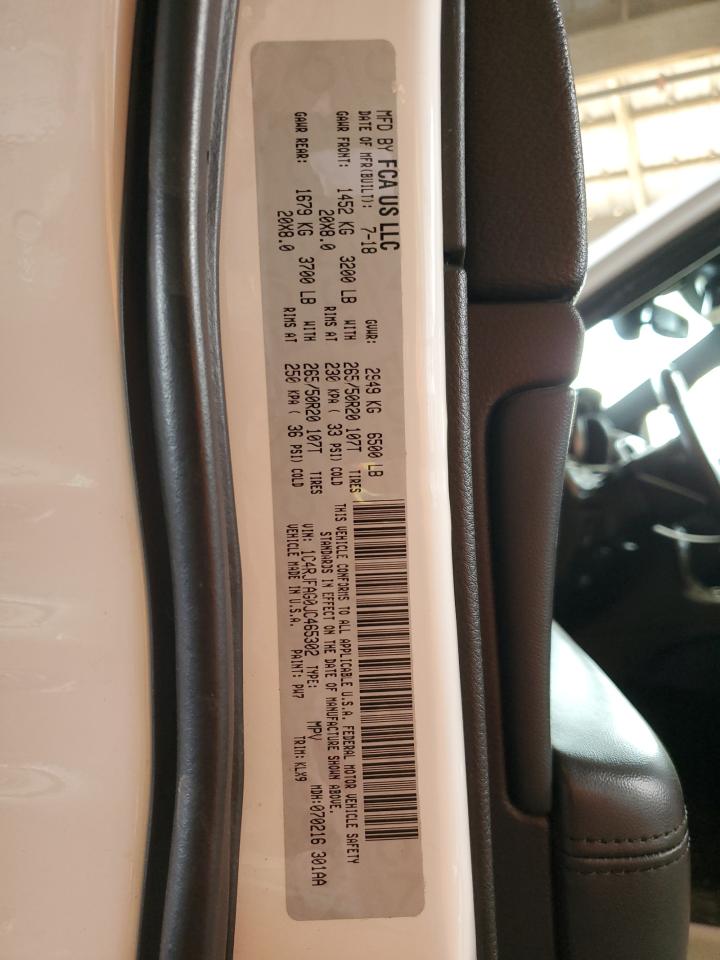 MFD BY FCA US LLC
DATE OF MFR(BUILT): 7-18 GVWR: 2949 KG 6500 LB
GAWR FRONT: 1452 KG 3200 LB WITH 265/50R20 107T TIRES
20X8.0 RIMS AT 230 KPA ( 33 PSI) COLD
GAWR REAR: 1679 KG 3700 LB WITH 265/50R20 107T TIRES
20X8.0 RIMS AT 250 KPA ( 36 PSI) COLD
THIS VEHICLE CONFORMS TO ALL APPLICABLE U.S.A. FEDERAL MOTOR VEHICLE SAFETY
STANDARDS IN EFFECT ON THE DATE OF MANUFACTURE SHOWN ABOVE.
VIN: 1C4RJFAG0JC465302 TYPE: MPV MDH:070216 301AA
VEHICLE MADE IN U.S.A. PAINT: PW7 TRIM:KLX9